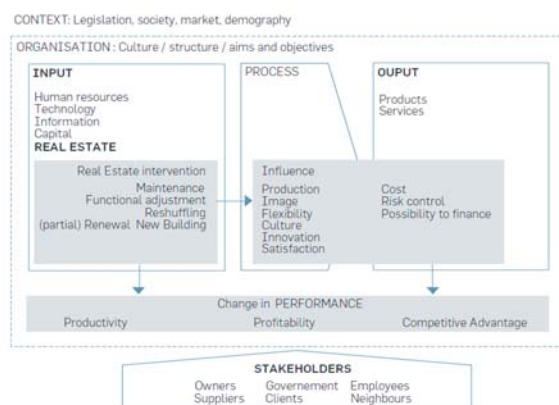 CONTEXT: Legislation, society, market, demography
ORGANISATION : Culture / structure / aims and objectives
INPUT
Human resources
Technology
Information
Capital
REAL ESTATE
Real Estate intervention
Maintenance
Functional adjustment
Reshuffling
(partial) Renewal New Building
PROCESS
Influence
Production
Image
Flexibility
Culture
Innovation
Satisfaction
OUPUT
Products
Services
Cost
Risk control
Possibility to finance
Change in PERFORMANCE
Productivity Profitability Competitive Advantage
STAKEHOLDERS
Owners Governement Employees
Suppliers Clients Neighbours